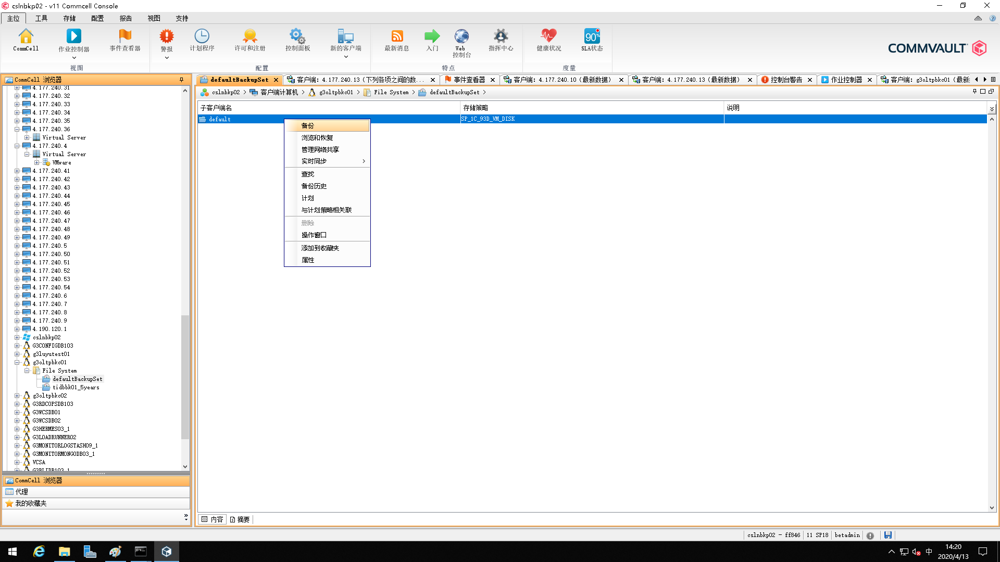 cslnbkp02 - v11 Commcell Console
主位 工具 存储 配置 报告 视图 支持
CommCell 作业控制器 事件查看器 警报 计划程序 许可和注册 控制面板 新的客户端 最新消息 入门 Web 控制台 指挥中心 健康状况 90% SLA状态
COMMVAULT
视图 配置 特点 度量
CommCell 浏览器
defaultBackupSet 客户端: 4.177.240.13 (下列各项之间的数... 事件查看器 客户端: 4.177.240.10 (最新数据) 客户端: 4.177.240.13 (最新数据) 控制台警告 作业控制器 客户端: g3oltpbkc01 (最新
cslnbkp02 > 客户端计算机 > g3oltpbkc01 > File System > defaultBackupSet >
子客户端名 存储策略 说明
default SP_1C_93D_VM_DISK
备份
浏览和恢复
管理网络共享
实时同步
查找
备份历史
计划
与计划策略相关联
删除
操作窗口
添加到收藏夹
属性
4.177.240.31
4.177.240.32
4.177.240.33
4.177.240.34
4.177.240.35
4.177.240.36
Virtual Server
4.177.240.4
Virtual Server
VMware
4.177.240.41
4.177.240.42
4.177.240.43
4.177.240.44
4.177.240.45
4.177.240.46
4.177.240.47
4.177.240.48
4.177.240.49
4.177.240.5
4.177.240.50
4.177.240.51
4.177.240.52
4.177.240.53
4.177.240.54
4.177.240.6
4.177.240.7
4.177.240.8
4.177.240.9
4.190.120.1
cslnbkp02
G3CONFIGDB103
g3luyutest01
g3oltpbkc01
File System
defaultBackupSet
tidbbk01_5years
g3oltpbkc02
G3RDCOPSDB103
G3WCSDB01
G3WCSDB02
G3HERMES03_1
G3LOADRUNNER02
G3MONITORLOGSTASH09_1
G3MONITORMONGODB03_1
VCSA
G3BLIDB103_1
CommCell 浏览器
代理
我的收藏夹
内容 摘要
cslnbkp02 - ff846 11 SP18 betadmin
中
14:20
2020/4/13